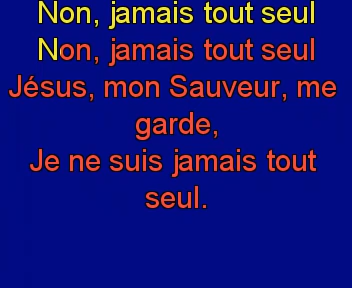 Non, jamais tout seul
Non, jamais tout seul
Jésus, mon Sauveur, me
garde,
Je ne suis jamais tout
seul.